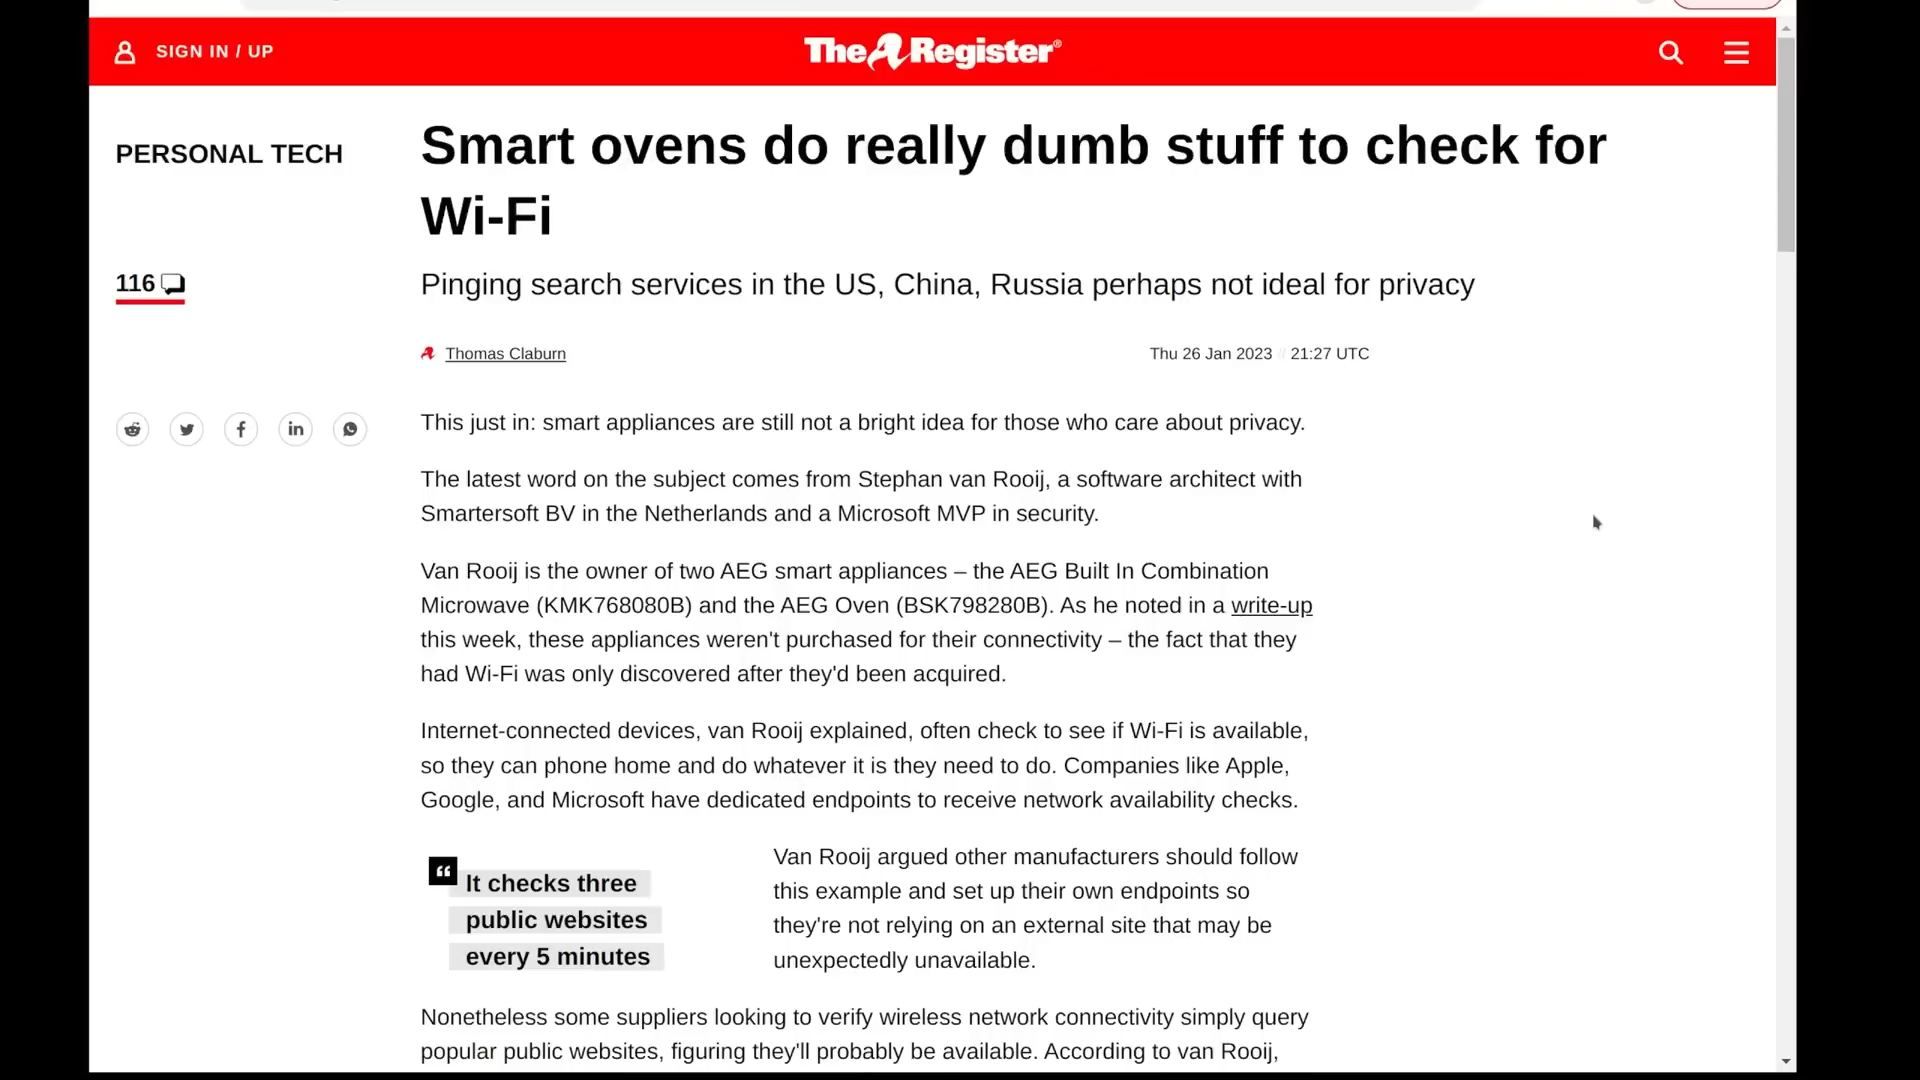 SIGN IN / UP
The Register®
PERSONAL TECH
Smart ovens do really dumb stuff to check for
Wi-Fi
116
Pinging search services in the US, China, Russia perhaps not ideal for privacy
Thomas Claburn
Thu 26 Jan 2023 // 21:27 UTC
This just in: smart appliances are still not a bright idea for those who care about privacy.
The latest word on the subject comes from Stephan van Rooij, a software architect with
Smartersoft BV in the Netherlands and a Microsoft MVP in security.
Van Rooij is the owner of two AEG smart appliances – the AEG Built In Combination
Microwave (KMK768080B) and the AEG Oven (BSK798280B). As he noted in a write-up
this week, these appliances weren't purchased for their connectivity – the fact that they
had Wi-Fi was only discovered after they'd been acquired.
Internet-connected devices, van Rooij explained, often check to see if Wi-Fi is available,
so they can phone home and do whatever it is they need to do. Companies like Apple,
Google, and Microsoft have dedicated endpoints to receive network availability checks.
“ It checks three
public websites
every 5 minutes
Van Rooij argued other manufacturers should follow
this example and set up their own endpoints so
they're not relying on an external site that may be
unexpectedly unavailable.
Nonetheless some suppliers looking to verify wireless network connectivity simply query
popular public websites, figuring they'll probably be available. According to van Rooij,